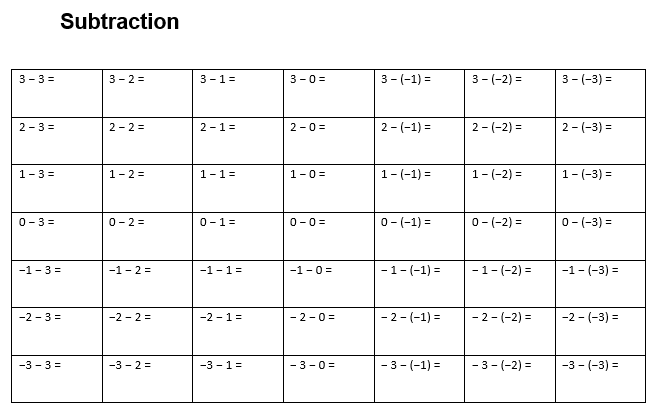 Subtraction
3 – 3 = 3 – 2 = 3 – 1 = 3 – 0 = 3 – (–1) = 3 – (–2) = 3 – (–3) =
2 – 3 = 2 – 2 = 2 – 1 = 2 – 0 = 2 – (–1) = 2 – (–2) = 2 – (–3) =
1 – 3 = 1 – 2 = 1 – 1 = 1 – 0 = 1 – (–1) = 1 – (–2) = 1 – (–3) =
0 – 3 = 0 – 2 = 0 – 1 = 0 – 0 = 0 – (–1) = 0 – (–2) = 0 – (–3) =
–1 – 3 = –1 – 2 = –1 – 1 = –1 – 0 = – 1 – (–1) = – 1 – (–2) = –1 – (–3) =
–2 – 3 = –2 – 2 = –2 – 1 = – 2 – 0 = – 2 – (–1) = – 2 – (–2) = –2 – (–3) =
–3 – 3 = –3 – 2 = –3 – 1 = – 3 – 0 = – 3 – (–1) = – 3 – (–2) = –3 – (–3) =